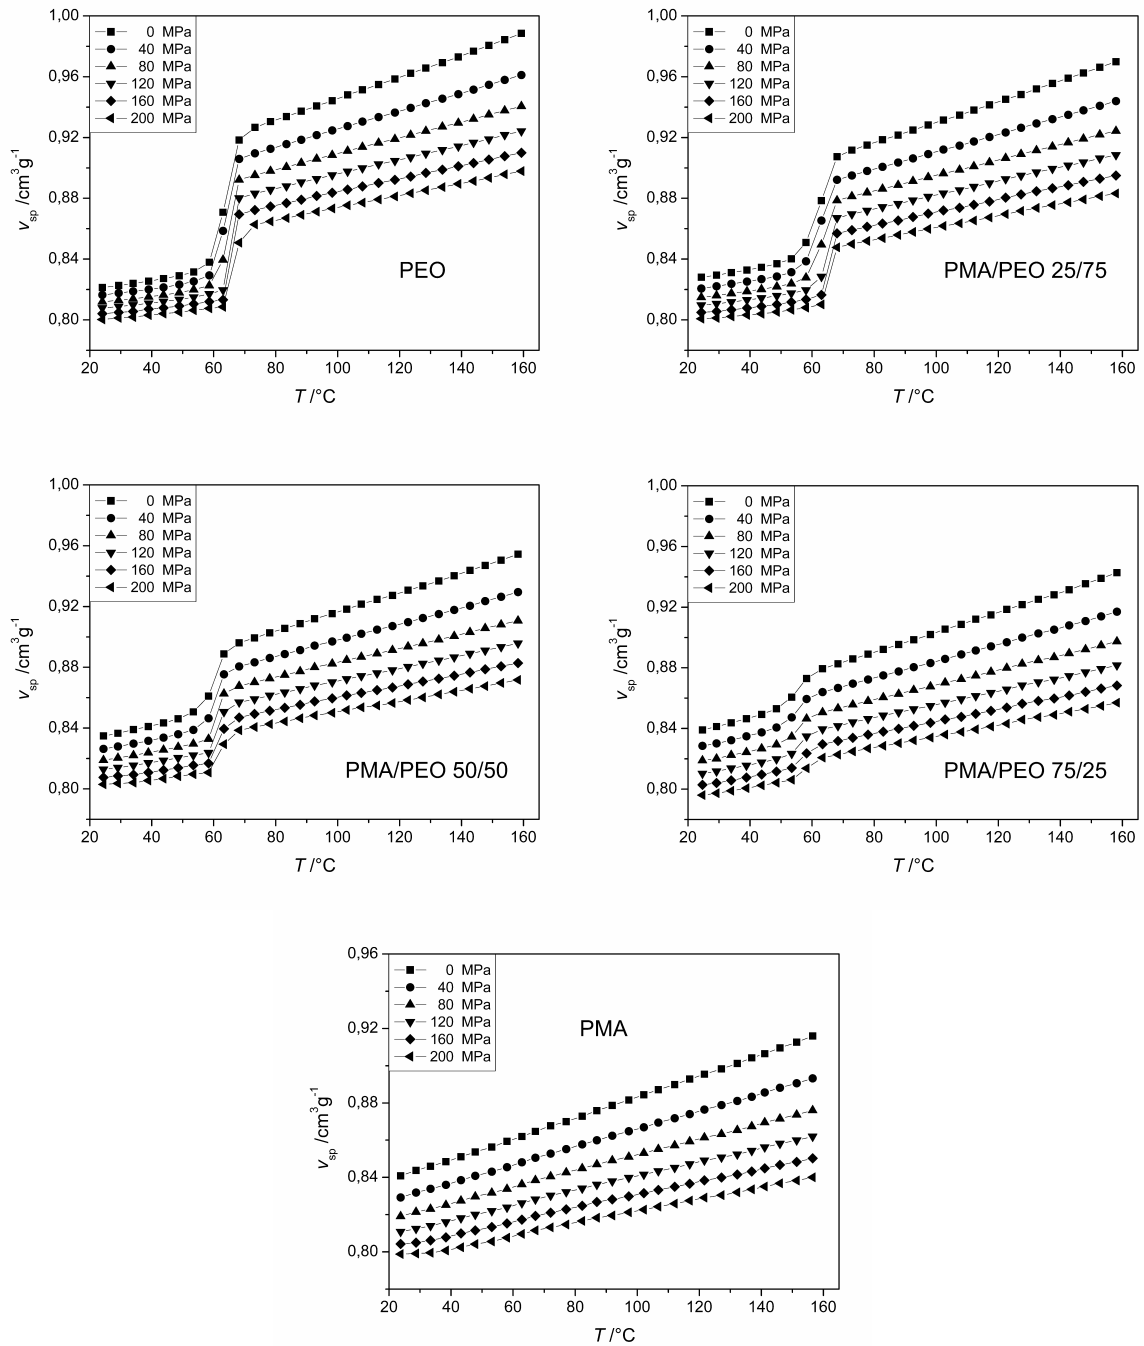 1,00
0 MPa
40 MPa
80 MPa
120 MPa
160 MPa
200 MPa
0,96
0,92
0,88
0,84
0,80
v_sp /cm³g⁻¹
PEO
20 40 60 80 100 120 140 160
T /°C
1,00
0 MPa
40 MPa
80 MPa
120 MPa
160 MPa
200 MPa
0,96
0,92
0,88
0,84
0,80
v_sp /cm³g⁻¹
PMA/PEO 25/75
20 40 60 80 100 120 140 160
T /°C
1,00
0 MPa
40 MPa
80 MPa
120 MPa
160 MPa
200 MPa
0,96
0,92
0,88
0,84
0,80
v_sp /cm³g⁻¹
PMA/PEO 50/50
20 40 60 80 100 120 140 160
T /°C
1,00
0 MPa
40 MPa
80 MPa
120 MPa
160 MPa
200 MPa
0,96
0,92
0,88
0,84
0,80
v_sp /cm³g⁻¹
PMA/PEO 75/25
20 40 60 80 100 120 140 160
T /°C
0,96
0 MPa
40 MPa
80 MPa
120 MPa
160 MPa
200 MPa
0,92
0,88
0,84
0,80
v_sp /cm³g⁻¹
PMA
20 40 60 80 100 120 140 160
T /°C